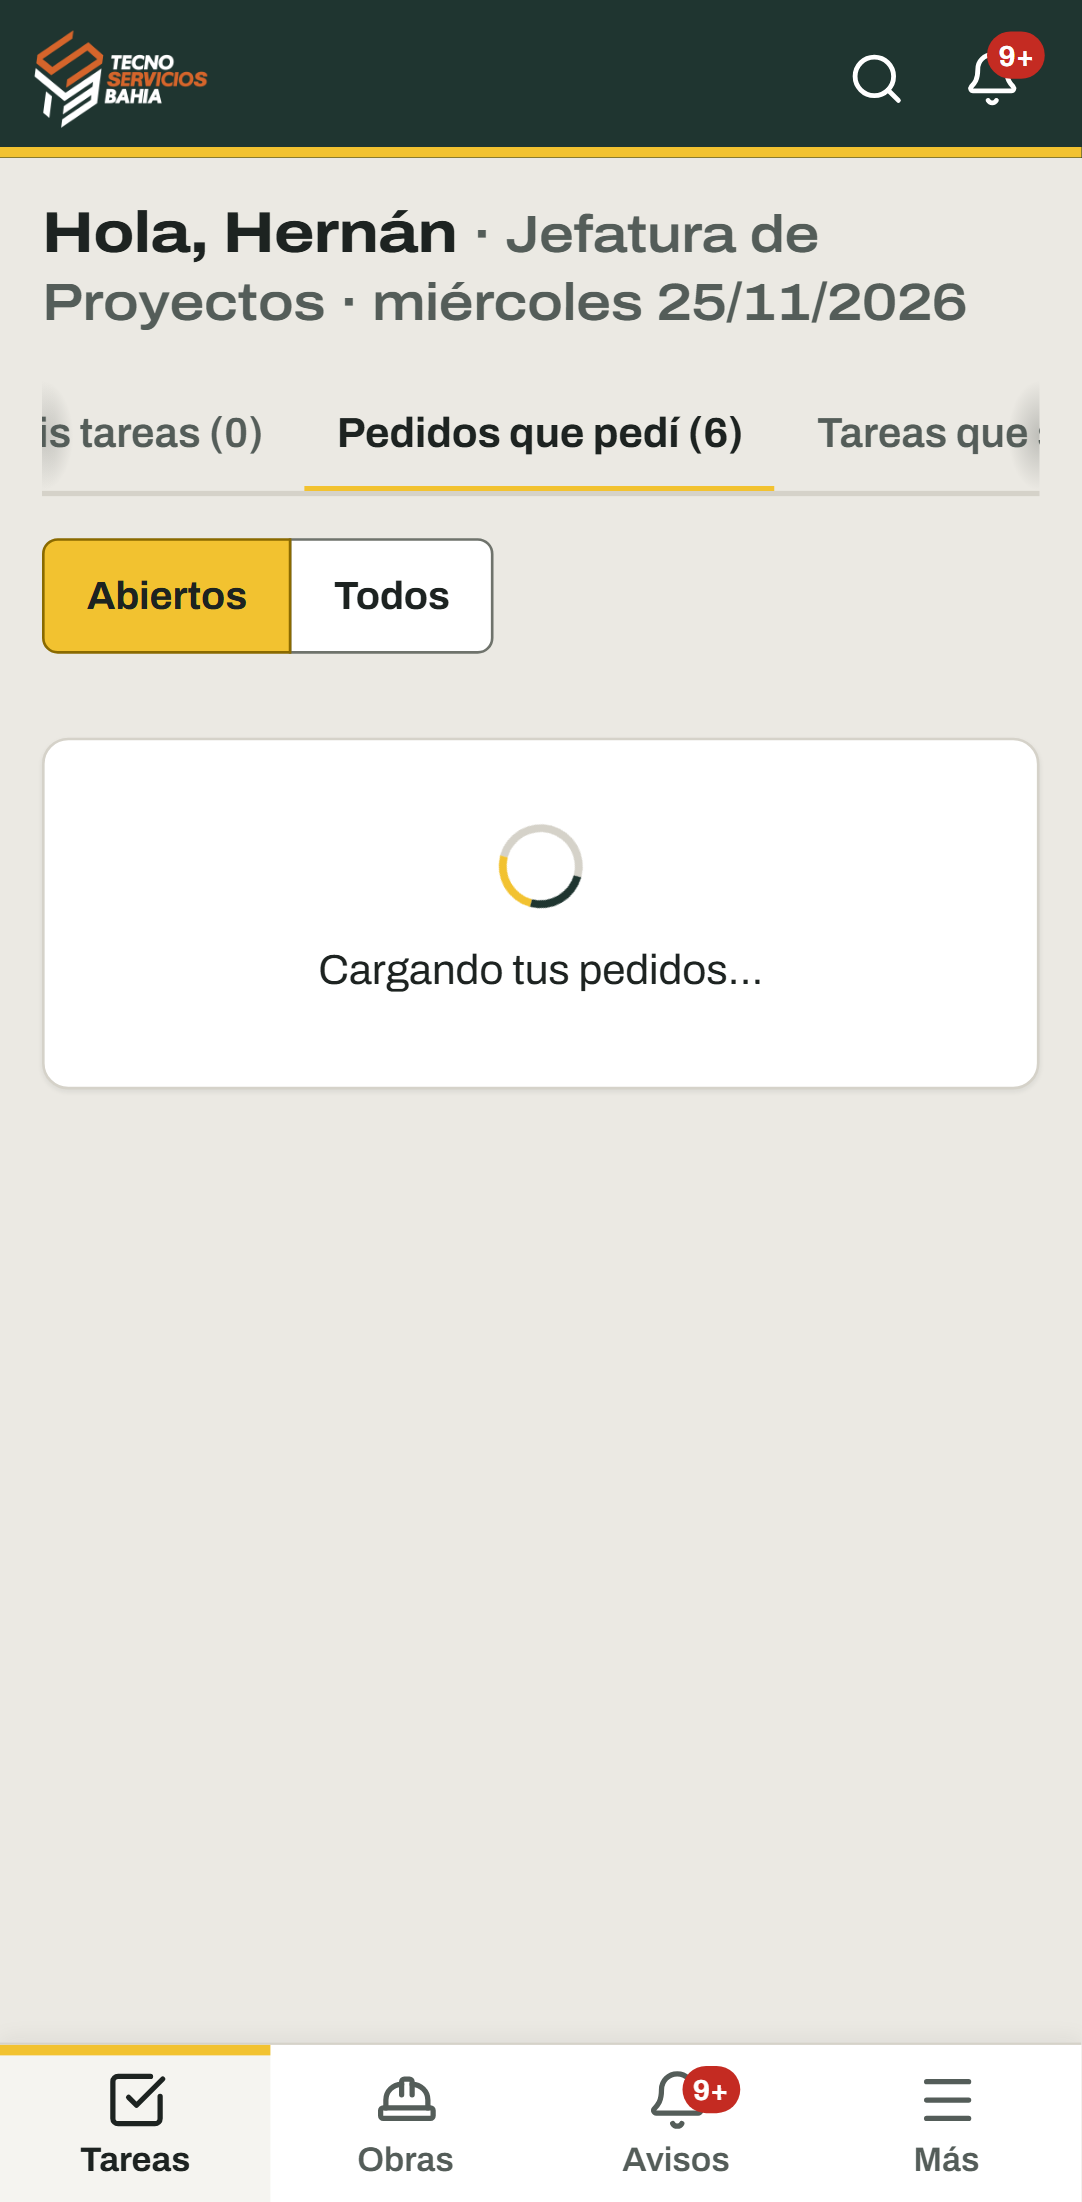 TECNO
SERVICIOS
BAHIA
9+
Hola, Hernán · Jefatura de
Proyectos · miércoles 25/11/2026
is tareas (0)
Pedidos que pedí (6)
Tareas que
Abiertos
Todos
Cargando tus pedidos...
9+
Tareas
Obras
Avisos
Más